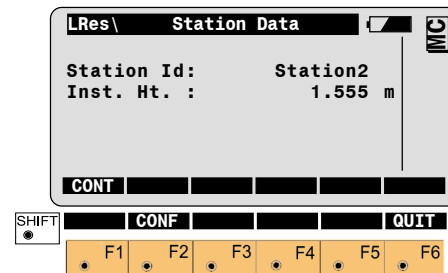 LRes\ Station Data
MC
Station Id: Station2
Inst. Ht. : 1.555 m
CONT
SHIFT CONF QUIT
F1 F2 F3 F4 F5 F6